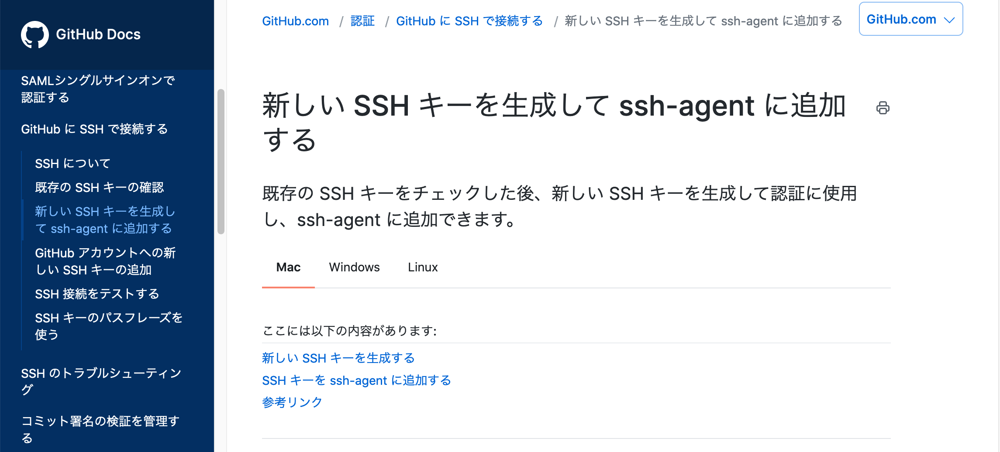 GitHub Docs
SAMLシングルサインオンで
認証する
GitHub に SSH で接続する
SSH について
既存の SSH キーの確認
新しい SSH キーを生成し
て ssh-agent に追加する
GitHub アカウントへの新
しい SSH キーの追加
SSH 接続をテストする
SSH キーのパスフレーズを
使う
SSH のトラブルシューティン
グ
コミット署名の検証を管理す
る
GitHub.com / 認証 / GitHub に SSH で接続する / 新しい SSH キーを生成して ssh-agent に追加する
GitHub.com
新しい SSH キーを生成して ssh-agent に追加
する
既存の SSH キーをチェックした後、新しい SSH キーを生成して認証に使用
し、ssh-agent に追加できます。
Mac Windows Linux
ここには以下の内容があります:
新しい SSH キーを生成する
SSH キーを ssh-agent に追加する
参考リンク